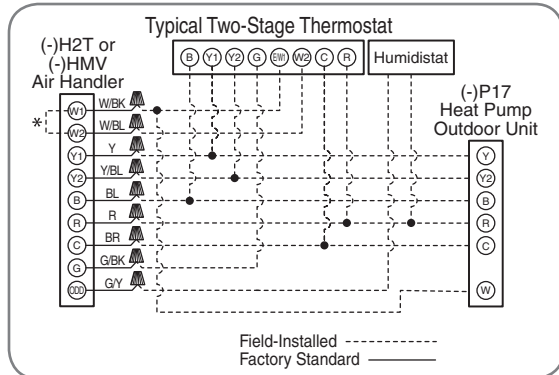 Typical Two-Stage Thermostat
(-)H2T or
(-)HMV
Air Handler
B Y1 Y2 G E/W1 W2 C R
Humidistat
(-)P17
Heat Pump
Outdoor Unit
*
W1 W/BK
W2 W/BL
Y1 Y Y
Y2 Y/BL Y2
B BL B
R R R
C BR C
G G/BK
ODD G/Y W
Field-Installed
Factory Standard